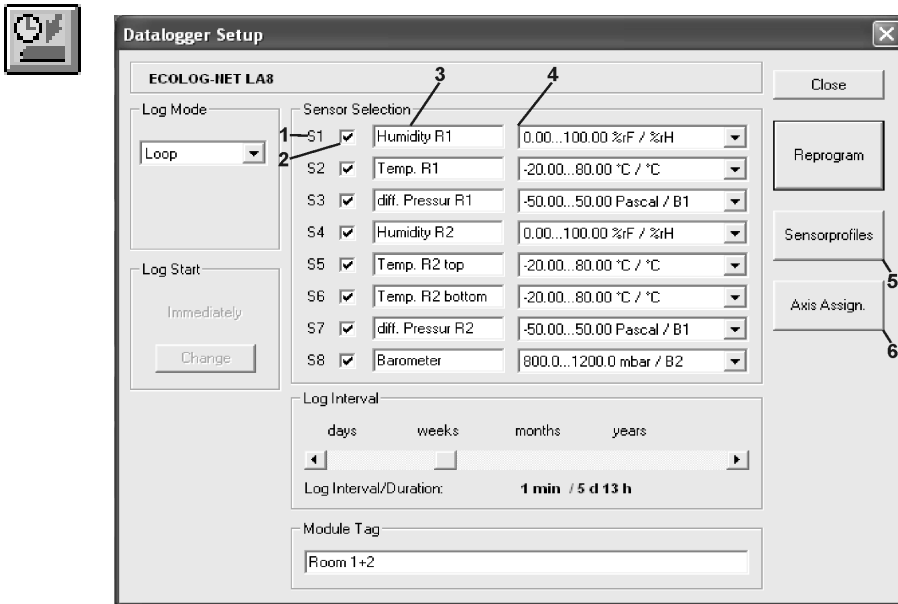 Datalogger Setup
ECOLOG-NET LA8
3
4
Close
Log Mode
Loop
Sensor Selection
1
S1
Humidity R1
0.00...100.00 %rF / %rH
2
S2
Temp. R1
-20.00...80.00 °C / °C
S3
diff. Pressur R1
-50.00...50.00 Pascal / B1
S4
Humidity R2
0.00...100.00 %rF / %rH
S5
Temp. R2 top
-20.00...80.00 °C / °C
S6
Temp. R2 bottom
-20.00...80.00 °C / °C
S7
diff. Pressur R2
-50.00...50.00 Pascal / B1
S8
Barometer
800.0...1200.0 mbar / B2
Reprogram
Sensorprofiles
5
Axis Assign.
6
Log Start
Immediately
Change
Log Interval
days weeks months years
Log Interval/Duration: 1 min / 5 d 13 h
Module Tag
Room 1+2